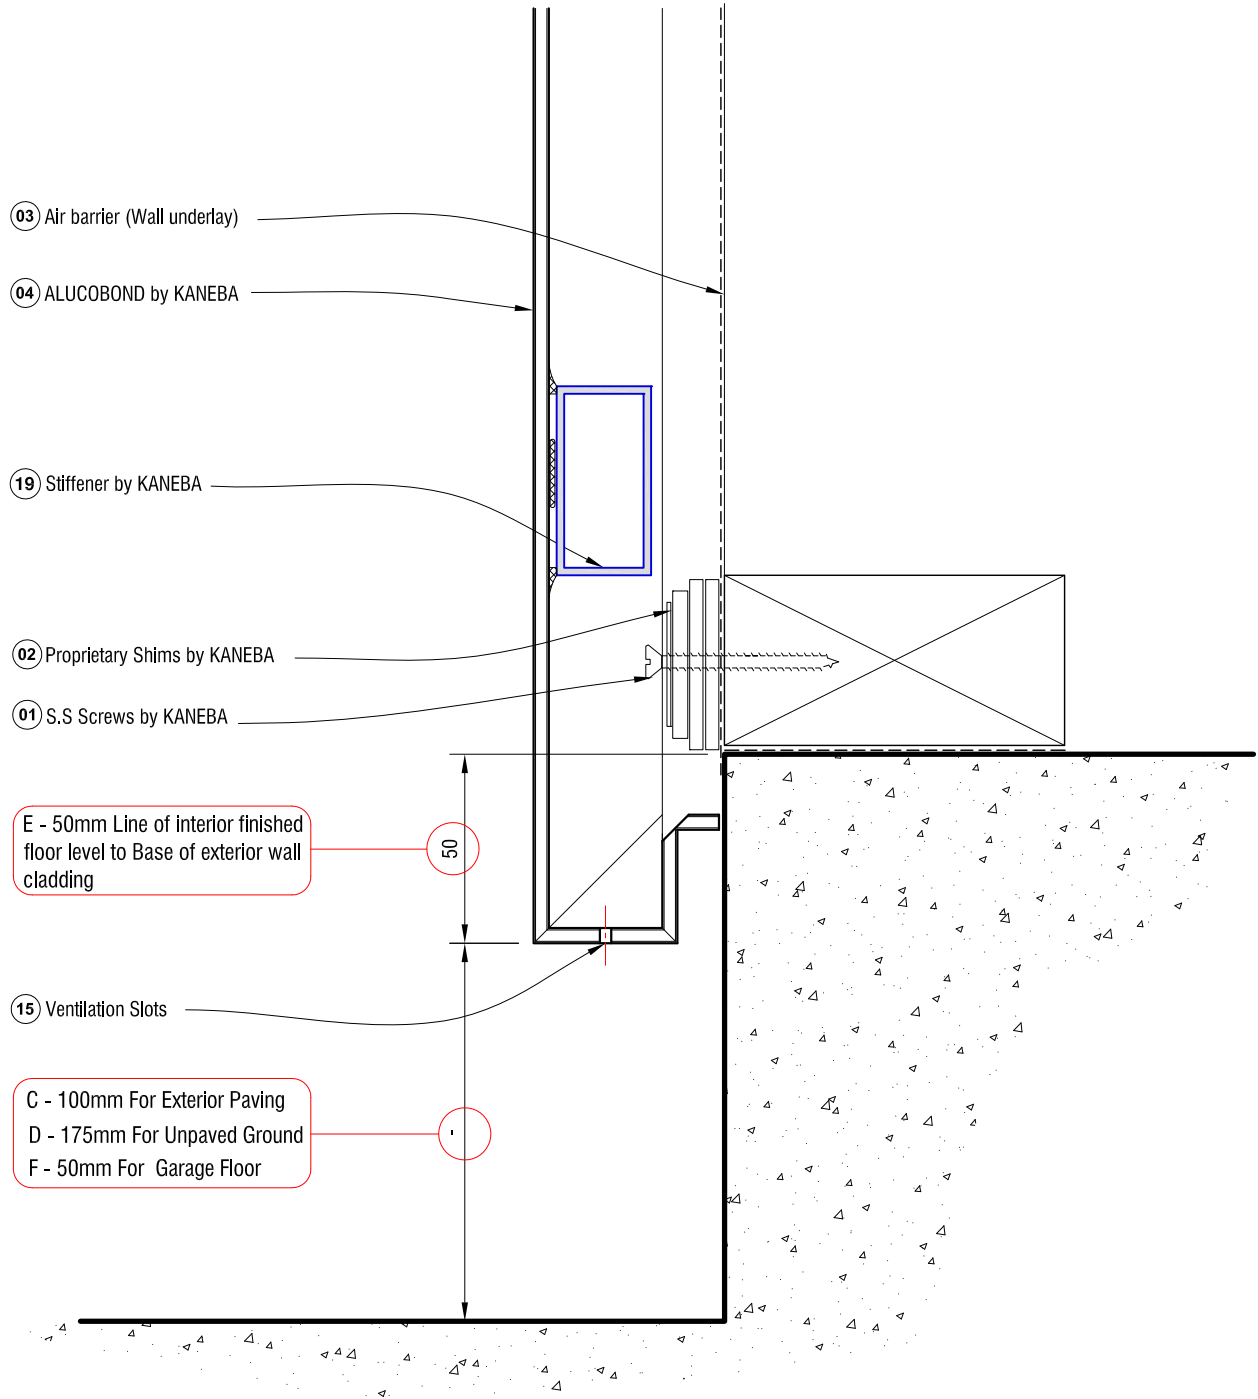 03 Air barrier (Wall underlay)
04 ALUCOBOND by KANEBA
19 Stiffener by KANEBA
02 Proprietary Shims by KANEBA
01 S.S Screws by KANEBA
E - 50mm Line of interior finished
floor level to Base of exterior wall
cladding
50
15 Ventilation Slots
C - 100mm For Exterior Paving
D - 175mm For Unpaved Ground
F - 50mm For Garage Floor
-